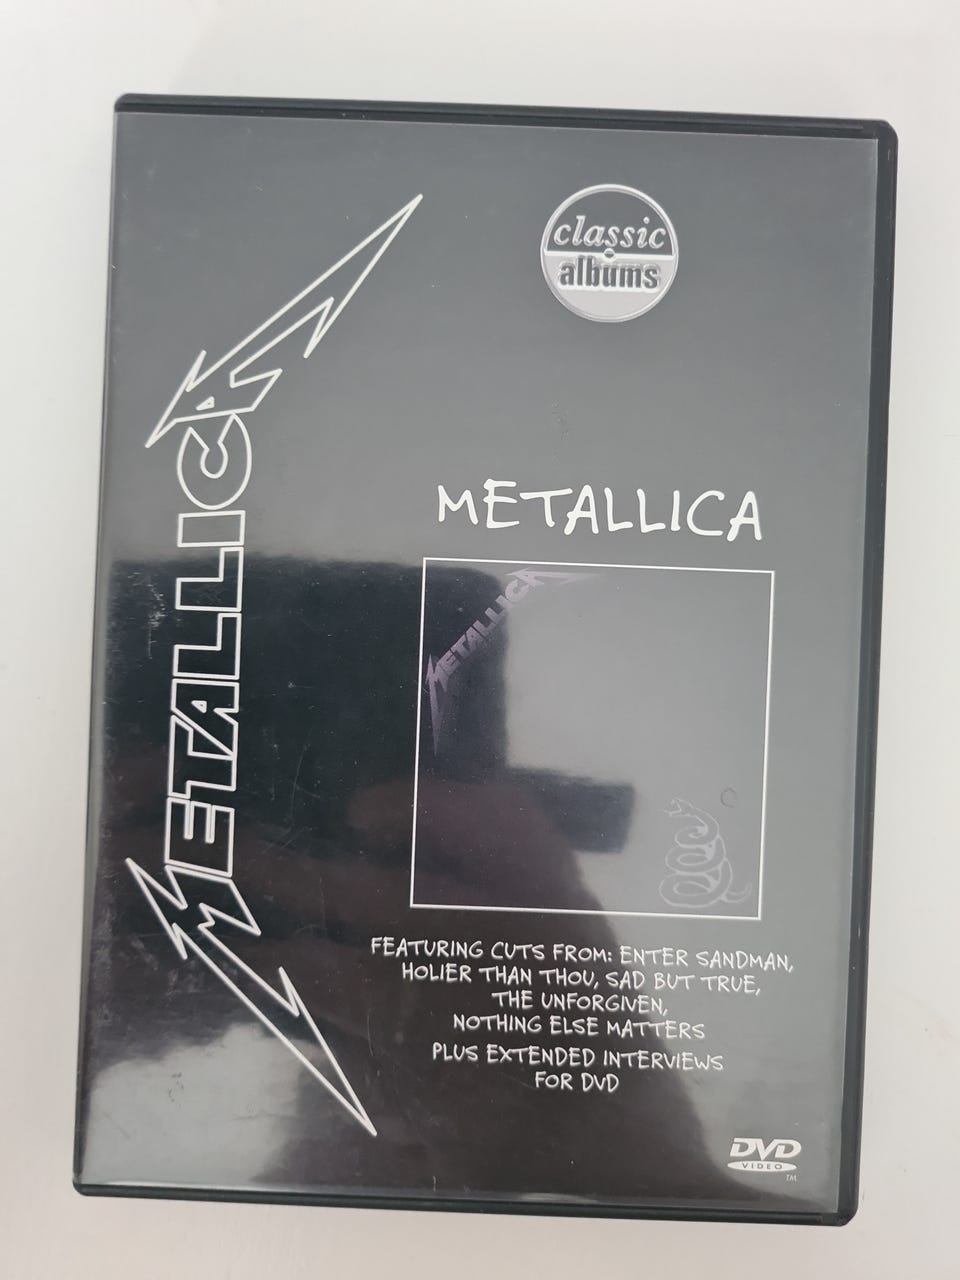 classic
albums
METALLICA
METALLICA
METALLICA
FEATURING CUTS FROM: ENTER SANDMAN,
HOLIER THAN THOU, SAD BUT TRUE,
THE UNFORGIVEN,
NOTHING ELSE MATTERS
PLUS EXTENDED INTERVIEWS
FOR DVD
DVD
VIDEO
TM